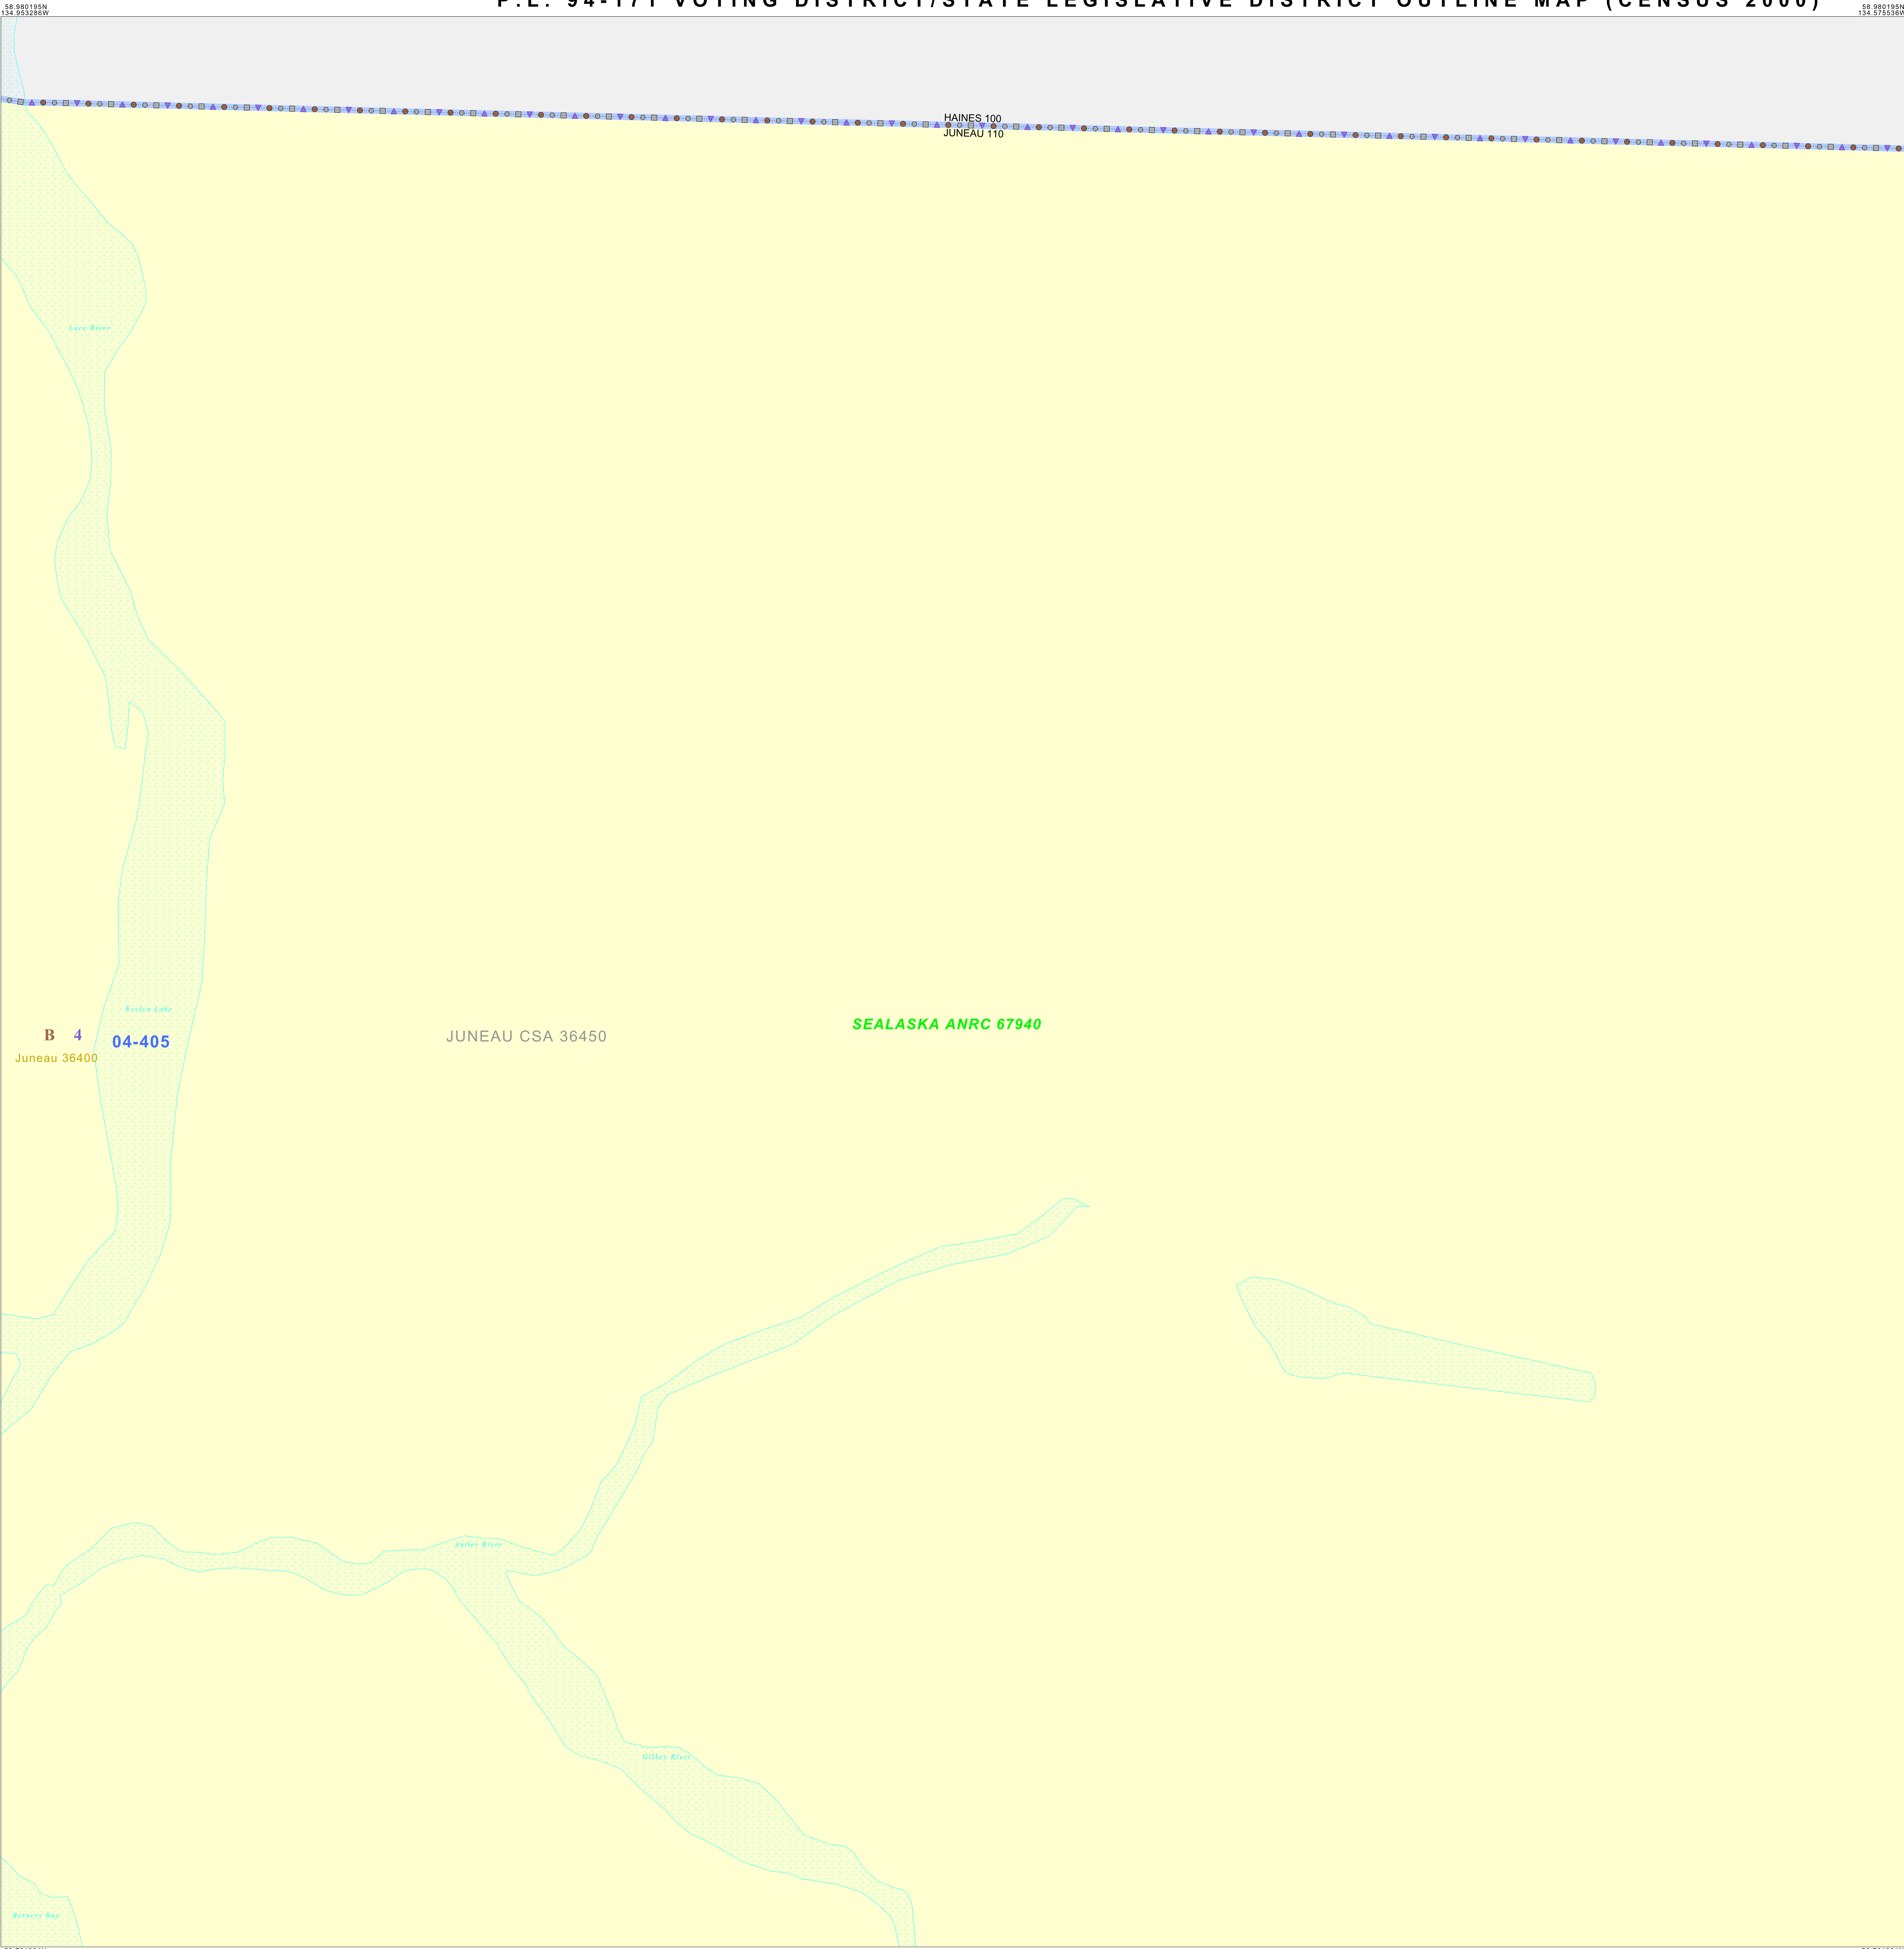 58.980195N
134.953286W
P.L. 94-171 VOTING DISTRICT/STATE LEGISLATIVE DISTRICT OUTLINE MAP (CENSUS 2000)
58.980195N
134.575536W
HAINES 100
JUNEAU 110
Lace River
Evelyn Lake
B 4
04-405
Juneau 36400
JUNEAU CSA 36450
SEALASKA ANRC 67940
Antler River
Gilkey River
Berners Bay